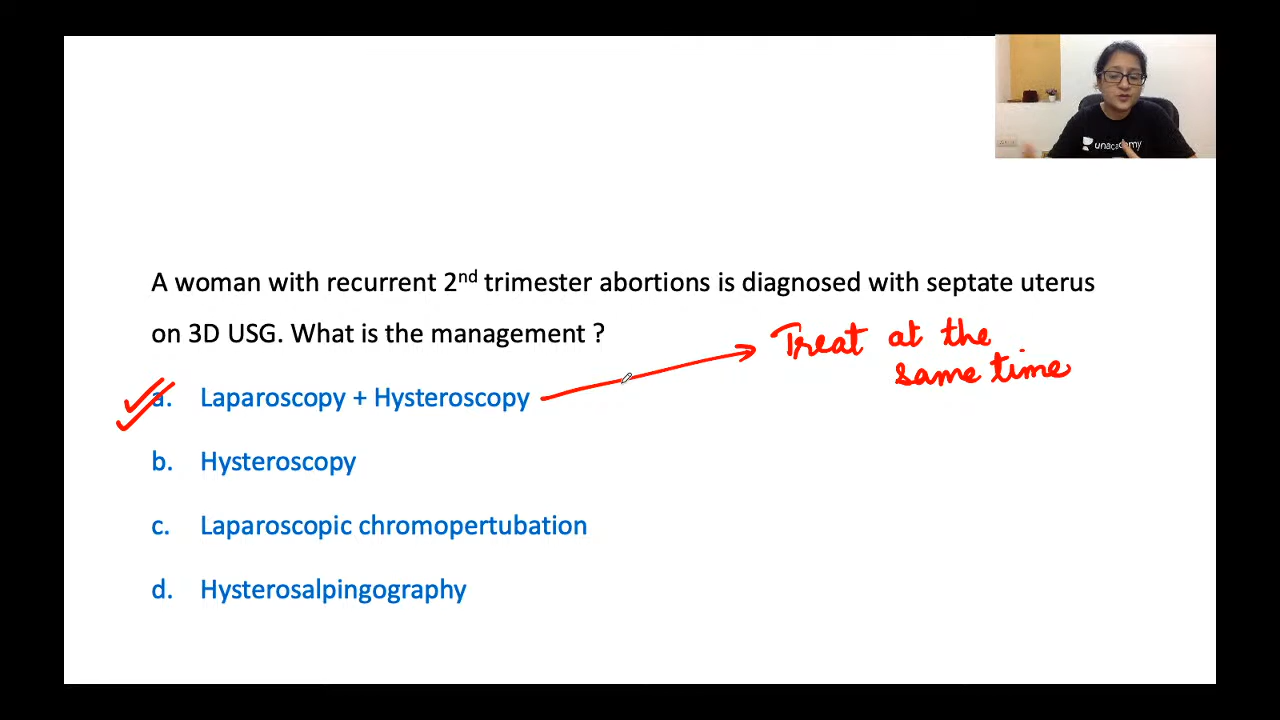 unacademy
A woman with recurrent 2nd trimester abortions is diagnosed with septate uterus
on 3D USG. What is the management ?
Treat at the
same time
a. Laparoscopy + Hysteroscopy
b. Hysteroscopy
c. Laparoscopic chromopertubation
d. Hysterosalpingography